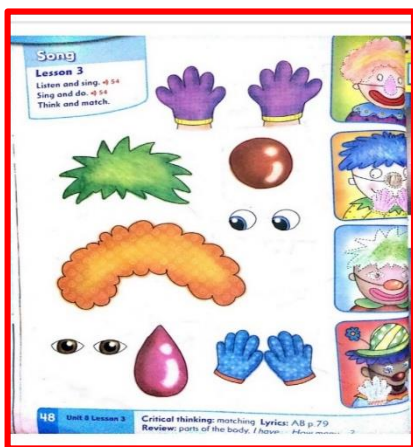 Song
Lesson 3
Listen and sing. 54
Sing and do. 54
Think and match.
48 Unit 8 Lesson 3
Critical thinking: matching Lyrics: AB p.79
Review: parts of the body, I have